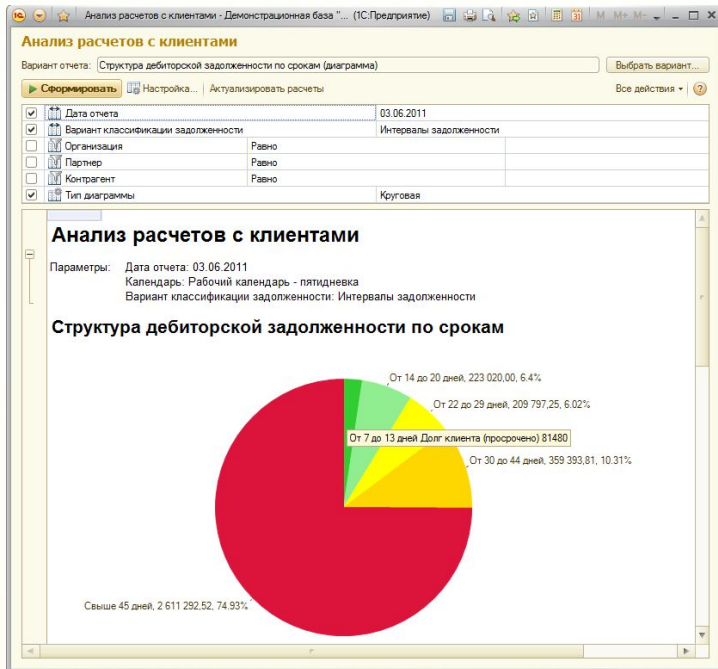 Анализ расчетов с клиентами - Демонстрационная база "... (1С:Предприятие) M M+ M-
Анализ расчетов с клиентами
Вариант отчета: Структура дебиторской задолженности по срокам (диаграмма) Выбрать вариант...
Сформировать Настройка... Актуализировать расчеты Все действия
Дата отчета 03.06.2011
Вариант классификации задолженности Интервалы задолженности
Организация Равно
Партнер Равно
Контрагент Равно
Тип диаграммы Круговая
Анализ расчетов с клиентами
Параметры: Дата отчета: 03.06.2011
Календарь: Рабочий календарь - пятидневка
Вариант классификации задолженности: Интервалы задолженности
Структура дебиторской задолженности по срокам
От 14 до 20 дней, 223 020,00, 6.4%
От 22 до 29 дней, 209 797,25, 6.02%
От 7 до 13 дней Долг клиента (просрочено) 81480
От 30 до 44 дней, 359 393,81, 10.31%
Свыше 45 дней, 2 611 292,52, 74.93%